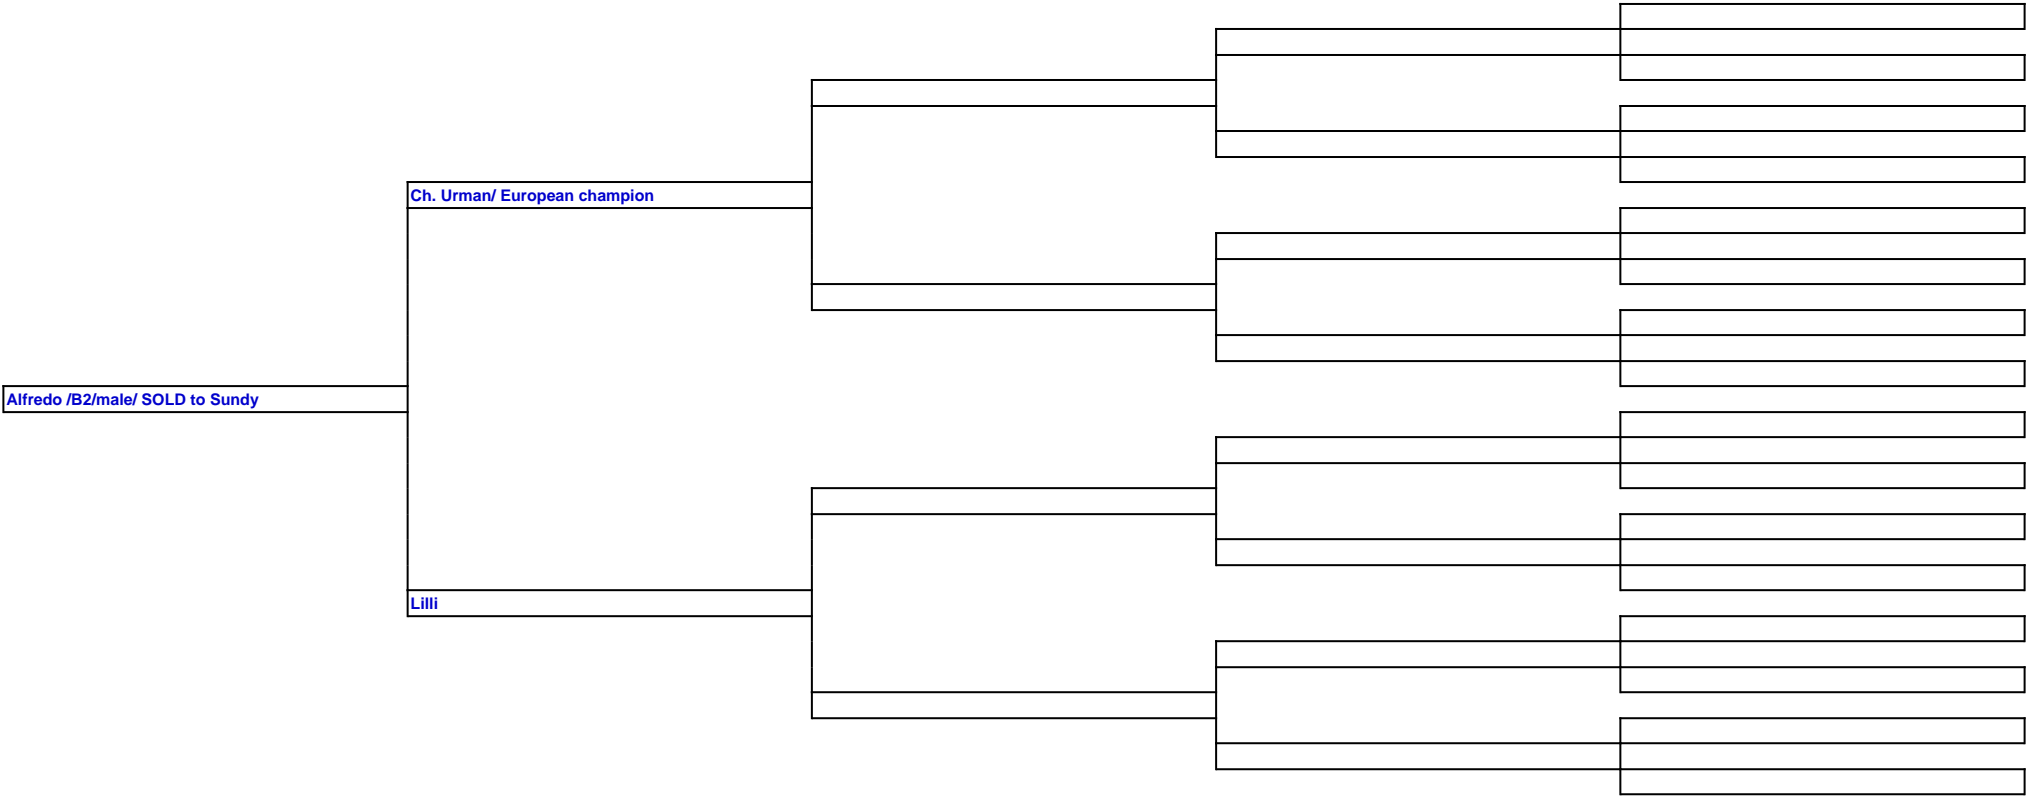 Ch. Urman/ European champion
Alfredo /B2/male/ SOLD to Sundy
Lilli